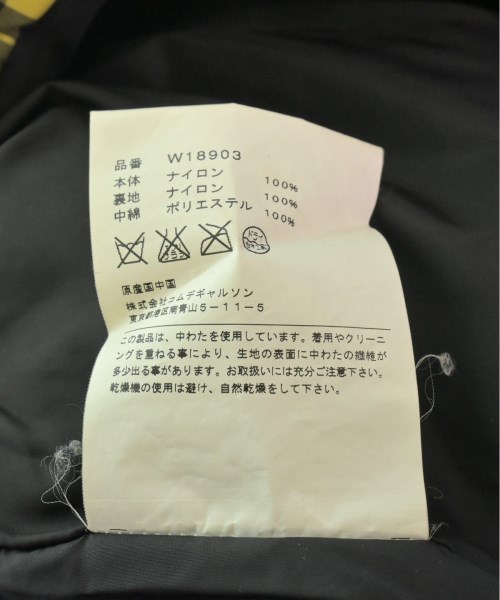 品番 W18903
本体 ナイロン 100%
裏地 ナイロン 100%
中綿 ポリエステル 100%
原産国中国
株式会社コムデギャルソン
東京都港区南青山5-11-5
この製品は、中わたを使用しています。着用やクリーニ
ングを重ねる事により、生地の表面に中わたの繊維が
多少出る事があります。お取扱いには充分ご注意下さい。
乾燥機の使用は避け、自然乾燥をして下さい。